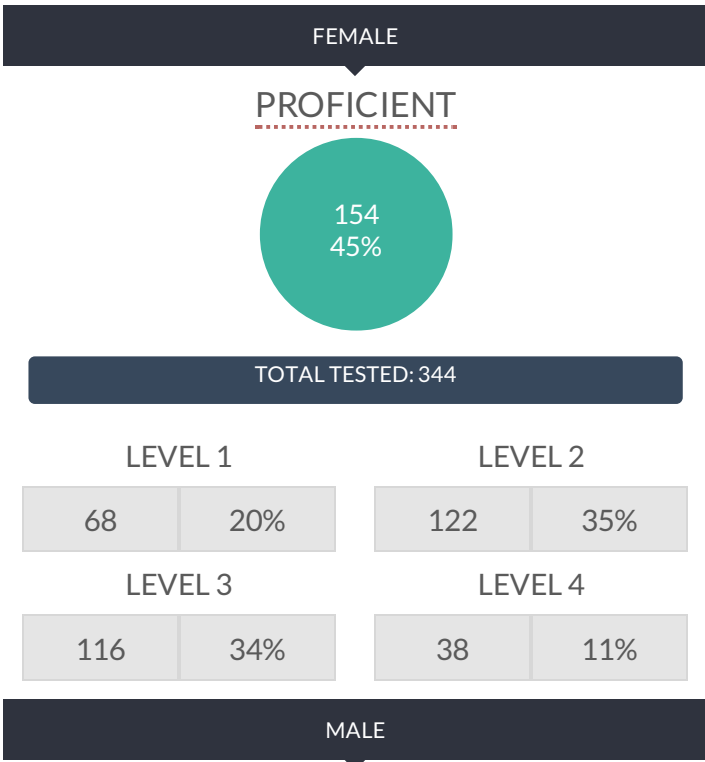 FEMALE
PROFICIENT
154
45%
TOTAL TESTED: 344
LEVEL 1 LEVEL 2
68 20% 122 35%
LEVEL 3 LEVEL 4
116 34% 38 11%
MALE